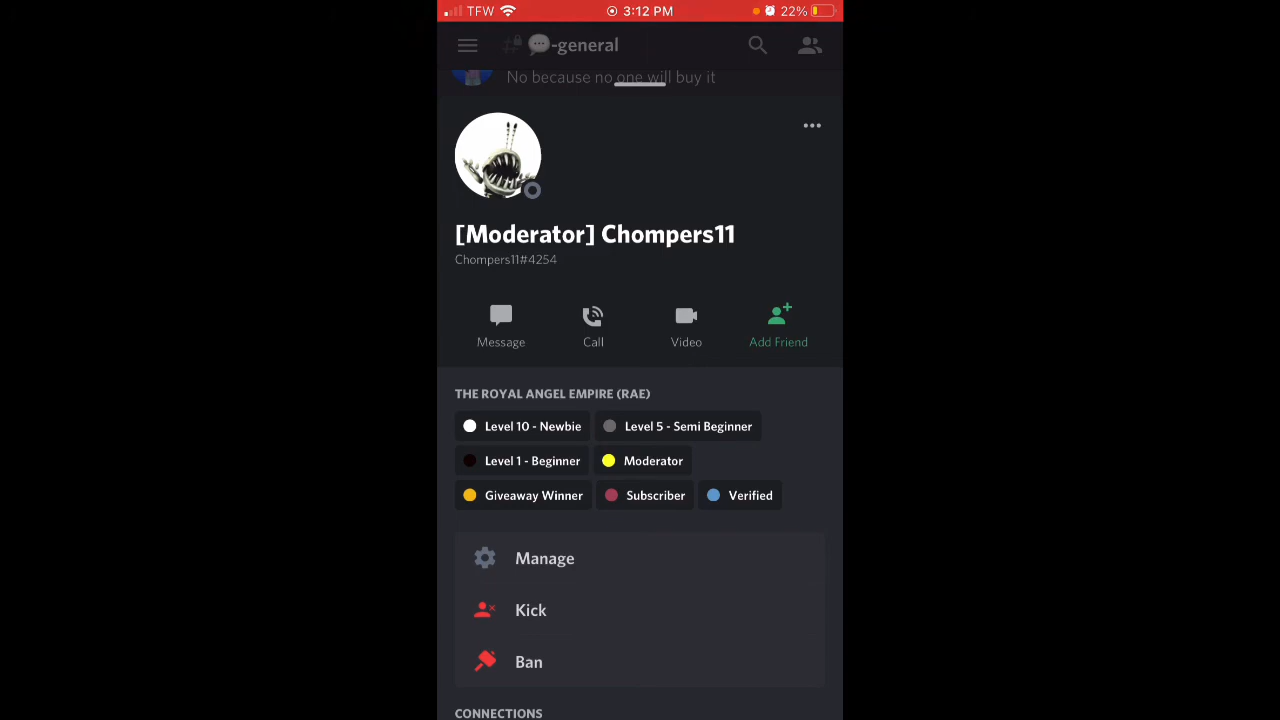 TFW 3:12 PM 22%
# 💬-general
No because no one will buy it
[Moderator] Chompers11
Chompers11#4254
Message Call Video Add Friend
THE ROYAL ANGEL EMPIRE (RAE)
Level 10 - Newbie Level 5 - Semi Beginner
Level 1 - Beginner Moderator
Giveaway Winner Subscriber Verified
Manage
Kick
Ban
CONNECTIONS